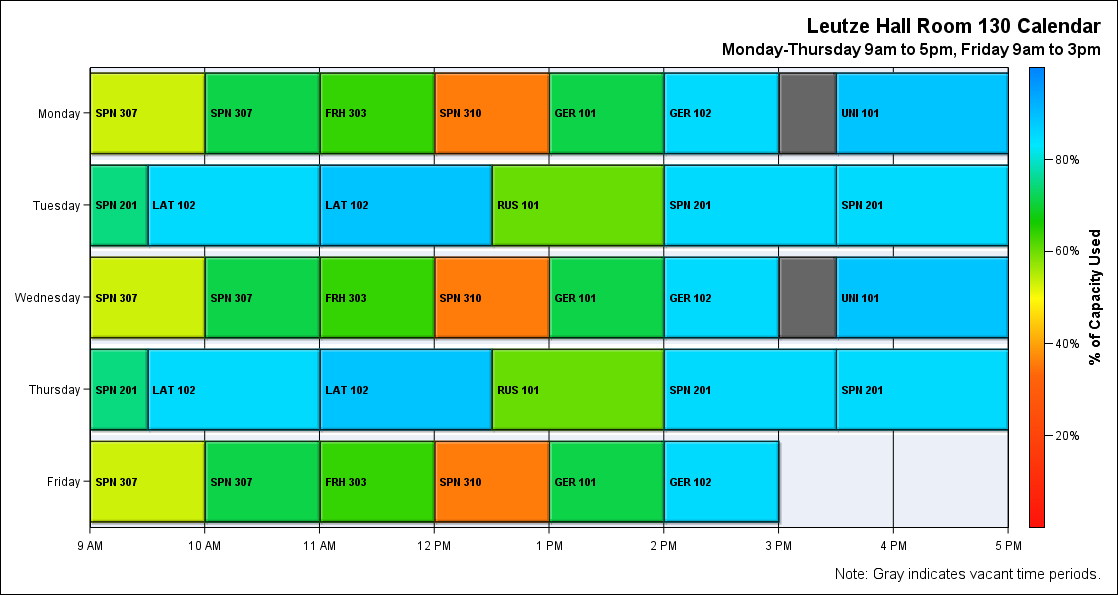 Leutze Hall Room 130 Calendar
Monday-Thursday 9am to 5pm, Friday 9am to 3pm
Monday
SPN 307 SPN 307 FRH 303 SPN 310 GER 101 GER 102 UNI 101
Tuesday
SPN 201 LAT 102 LAT 102 RUS 101 SPN 201 SPN 201
Wednesday
SPN 307 SPN 307 FRH 303 SPN 310 GER 101 GER 102 UNI 101
Thursday
SPN 201 LAT 102 LAT 102 RUS 101 SPN 201 SPN 201
Friday
SPN 307 SPN 307 FRH 303 SPN 310 GER 101 GER 102
9 AM 10 AM 11 AM 12 PM 1 PM 2 PM 3 PM 4 PM 5 PM
80%
60%
40%
20%
% of Capacity Used
Note: Gray indicates vacant time periods.